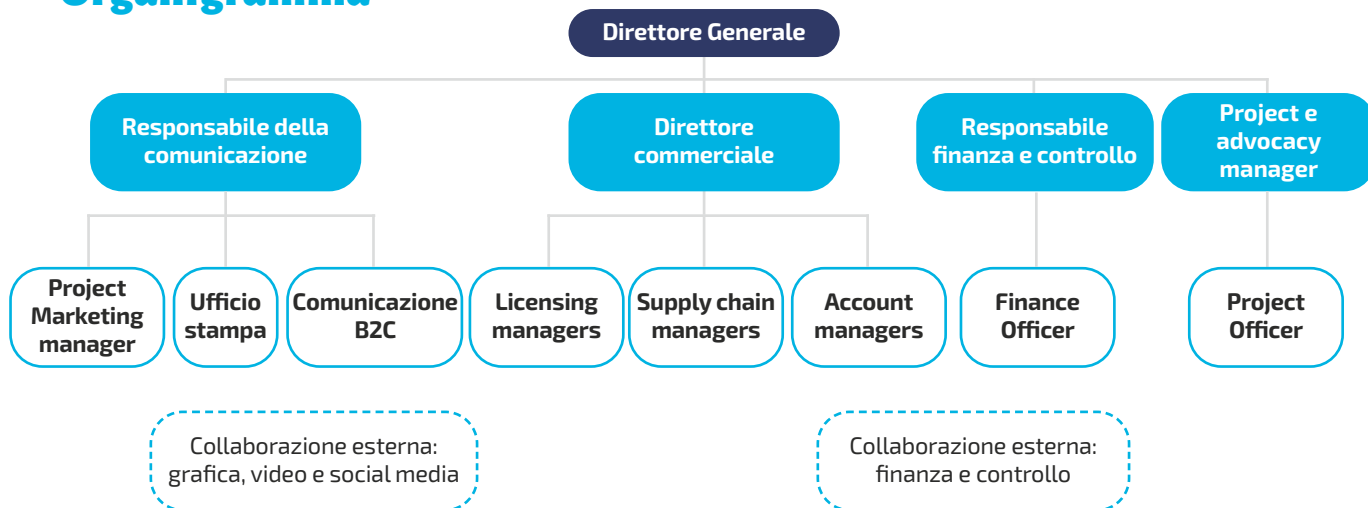 Organigramma
Direttore Generale
Responsabile della
comunicazione
Direttore
commerciale
Responsabile
finanza e controllo
Project e
advocacy
manager
Project
Marketing
manager
Ufficio
stampa
Comunicazione
B2C
Licensing
managers
Supply chain
managers
Account
managers
Finance
Officer
Project
Officer
Collaborazione esterna:
grafica, video e social media
Collaborazione esterna:
finanza e controllo